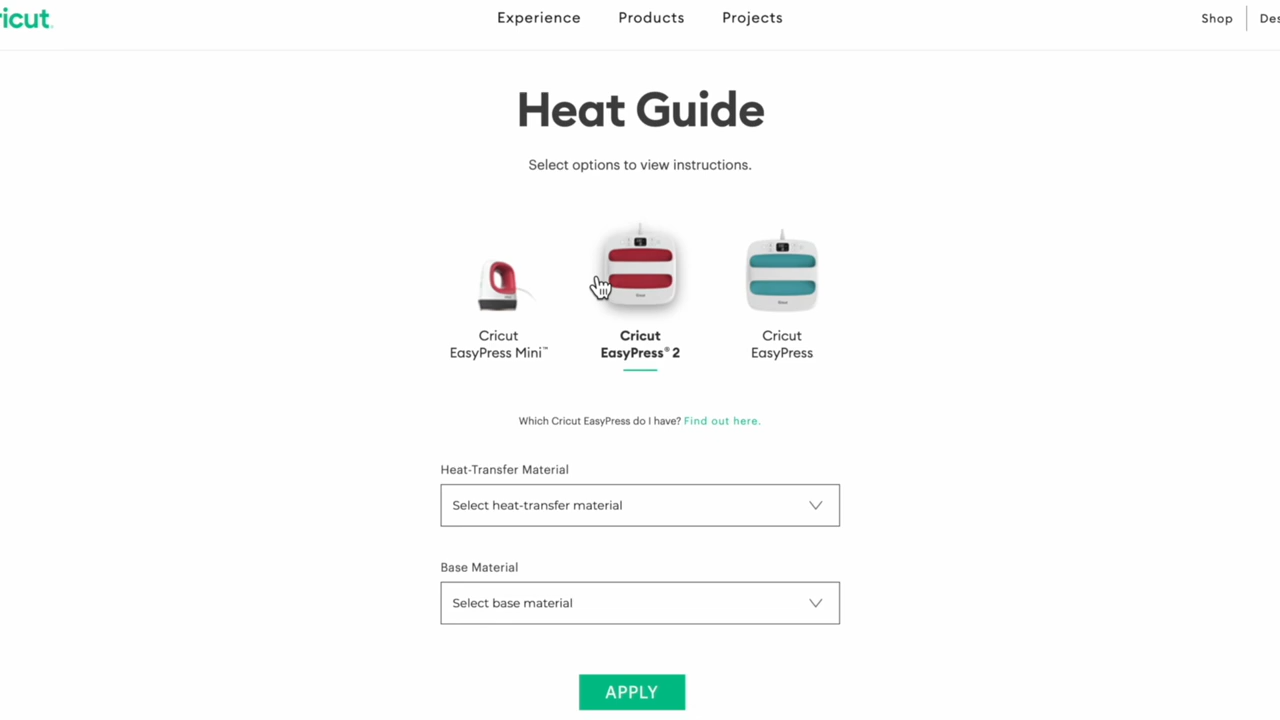 ricut.
Experience Products Projects
Shop
Heat Guide
Select options to view instructions.
Cricut
EasyPress Mini™
Cricut
EasyPress® 2
Cricut
EasyPress
Which Cricut EasyPress do I have? Find out here.
Heat-Transfer Material
Select heat-transfer material
Base Material
Select base material
APPLY